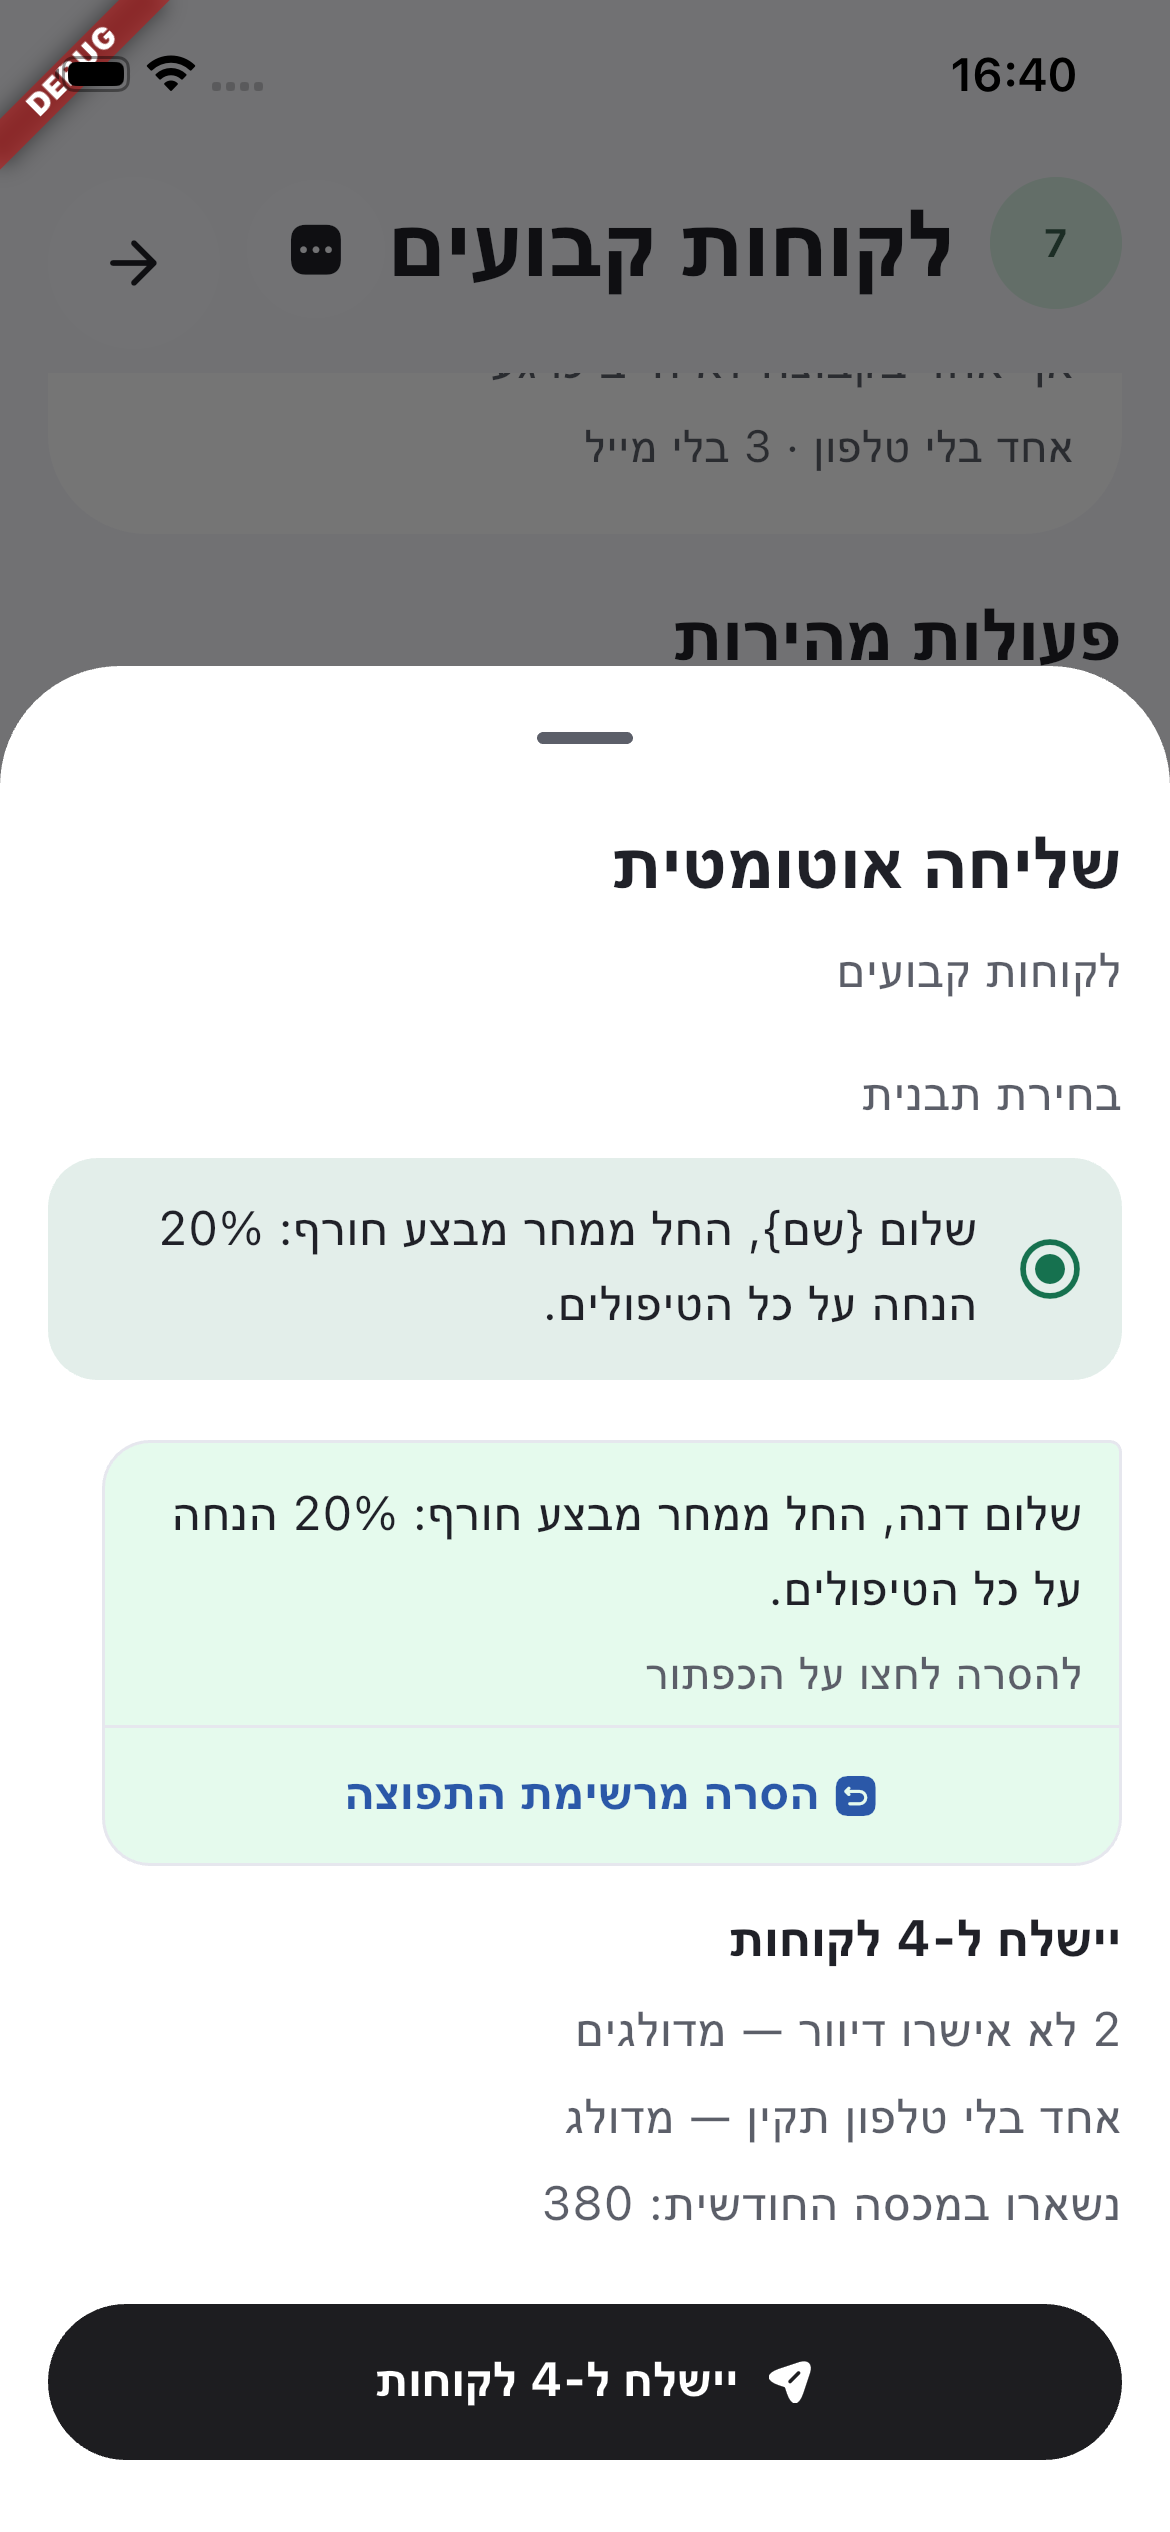 DEBUG
16:40
7
לקוחות קבועים
אחד בלי טלפון · 3 בלי מייל
פעולות מהירות
שליחה אוטומטית
לקוחות קבועים
בחירת תבנית
שלום {שם}, החל ממחר מבצע חורף: 20%
הנחה על כל הטיפולים.
שלום דנה, החל ממחר מבצע חורף: 20% הנחה
על כל הטיפולים.
להסרה לחצו על הכפתור
הסרה מרשימת התפוצה
יישלח ל-4 לקוחות
2 לא אישרו דיוור — מדולגים
אחד בלי טלפון תקין — מדולג
נשארו במכסה החודשית: 380
יישלח ל-4 לקוחות